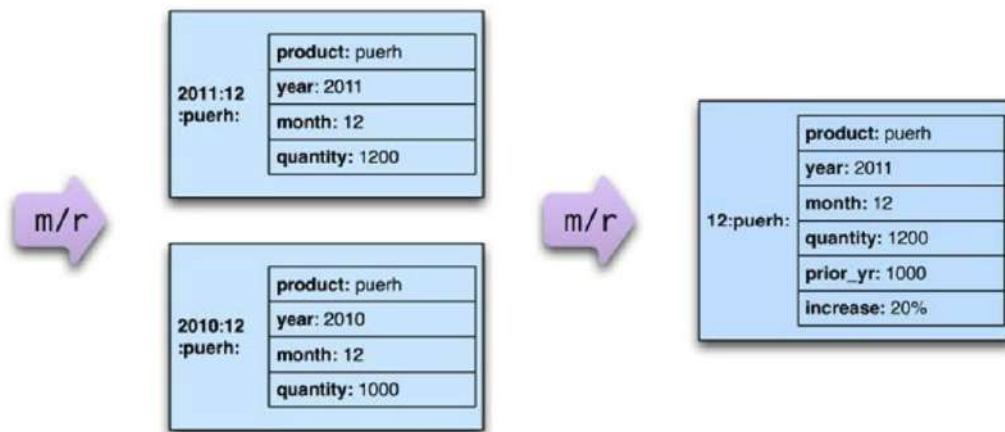 m/r
2011:12
:puerh:
product: puerh
year: 2011
month: 12
quantity: 1200
2010:12
:puerh:
product: puerh
year: 2010
month: 12
quantity: 1000
m/r
12:puerh:
product: puerh
year: 2011
month: 12
quantity: 1200
prior_yr: 1000
increase: 20%